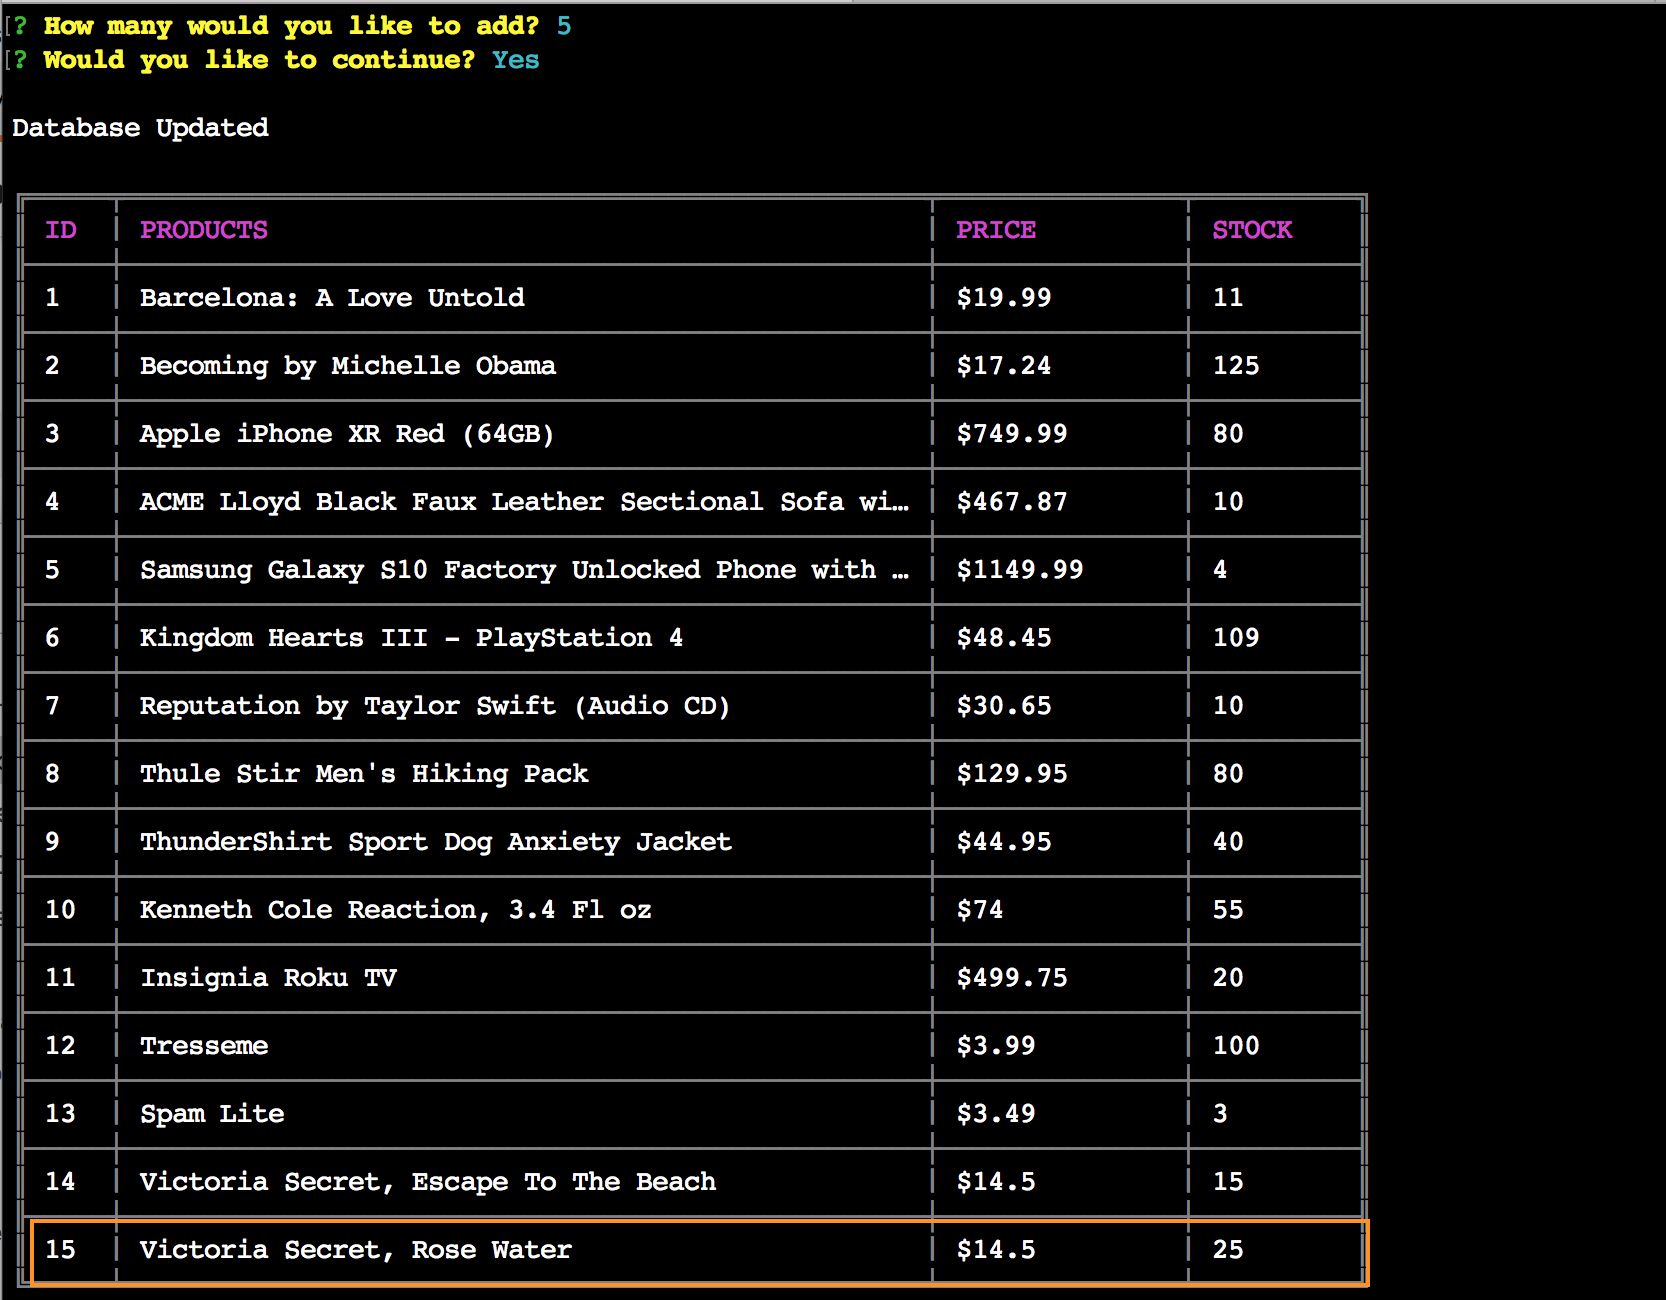 ? How many would you like to add? 5
? Would you like to continue? Yes
Database Updated
ID PRODUCTS PRICE STOCK
1 Barcelona: A Love Untold $19.99 11
2 Becoming by Michelle Obama $17.24 125
3 Apple iPhone XR Red (64GB) $749.99 80
4 ACME Lloyd Black Faux Leather Sectional Sofa wi… $467.87 10
5 Samsung Galaxy S10 Factory Unlocked Phone with … $1149.99 4
6 Kingdom Hearts III - PlayStation 4 $48.45 109
7 Reputation by Taylor Swift (Audio CD) $30.65 10
8 Thule Stir Men's Hiking Pack $129.95 80
9 ThunderShirt Sport Dog Anxiety Jacket $44.95 40
10 Kenneth Cole Reaction, 3.4 Fl oz $74 55
11 Insignia Roku TV $499.75 20
12 Tresseme $3.99 100
13 Spam Lite $3.49 3
14 Victoria Secret, Escape To The Beach $14.5 15
15 Victoria Secret, Rose Water $14.5 25